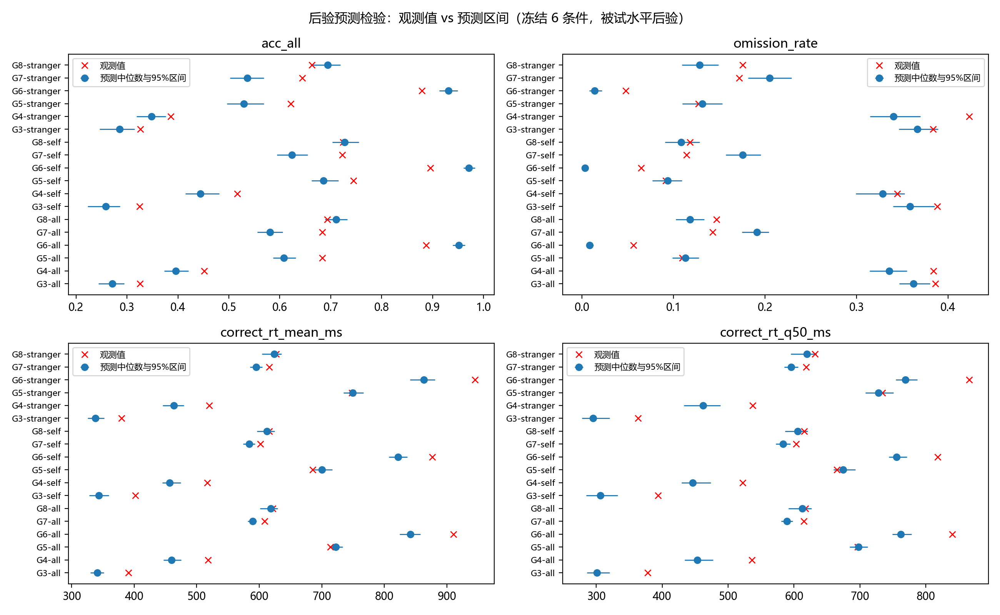 后验预测检验：观测值 vs 预测区间（冻结 6 条件，被试水平后验）
acc_all
观测值
预测中位数与95%区间
G8-stranger
G7-stranger
G6-stranger
G5-stranger
G4-stranger
G3-stranger
G8-self
G7-self
G6-self
G5-self
G4-self
G3-self
G8-all
G7-all
G6-all
G5-all
G4-all
G3-all
0.2 0.3 0.4 0.5 0.6 0.7 0.8 0.9 1.0
omission_rate
观测值
预测中位数与95%区间
G8-stranger
G7-stranger
G6-stranger
G5-stranger
G4-stranger
G3-stranger
G8-self
G7-self
G6-self
G5-self
G4-self
G3-self
G8-all
G7-all
G6-all
G5-all
G4-all
G3-all
0.0 0.1 0.2 0.3 0.4
correct_rt_mean_ms
观测值
预测中位数与95%区间
G8-stranger
G7-stranger
G6-stranger
G5-stranger
G4-stranger
G3-stranger
G8-self
G7-self
G6-self
G5-self
G4-self
G3-self
G8-all
G7-all
G6-all
G5-all
G4-all
G3-all
300 400 500 600 700 800 900
correct_rt_q50_ms
观测值
预测中位数与95%区间
G8-stranger
G7-stranger
G6-stranger
G5-stranger
G4-stranger
G3-stranger
G8-self
G7-self
G6-self
G5-self
G4-self
G3-self
G8-all
G7-all
G6-all
G5-all
G4-all
G3-all
300 400 500 600 700 800